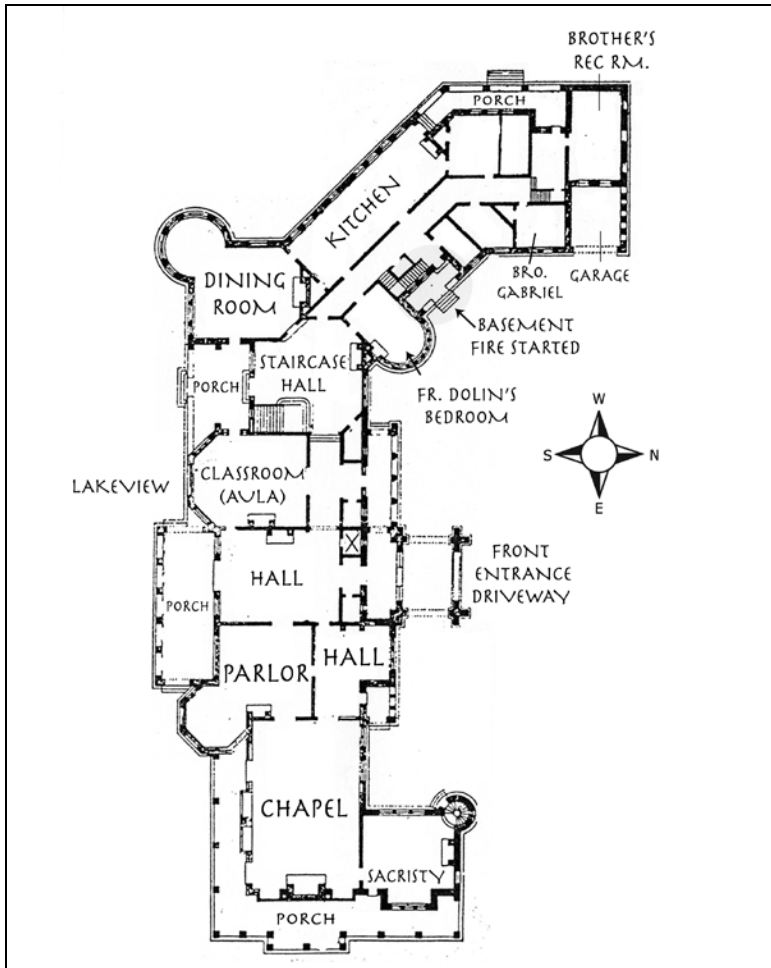 BROTHER'S
REC RM.
PORCH
KITCHEN
DINING
ROOM
BRO.
GABRIEL
GARAGE
BASEMENT
FIRE STARTED
STAIRCASE
HALL
PORCH
FR. DOLIN'S
BEDROOM
W
S
N
E
CLASSROOM
(AULA)
LAKEVIEW
X
HALL
FRONT
ENTRANCE
DRIVEWAY
PORCH
HALL
PARLOR
CHAPEL
SACRISTY
PORCH